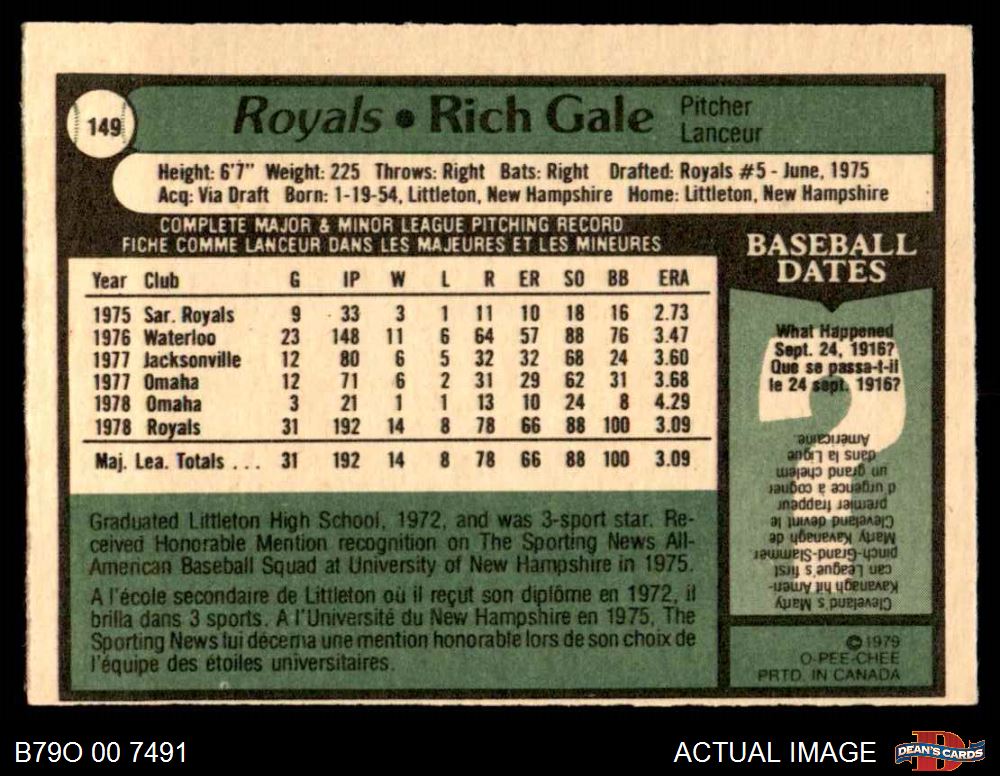 149
Royals • Rich Gale
Pitcher
Lanceur
Height: 6'7" Weight: 225 Throws: Right Bats: Right Drafted: Royals #5 - June, 1975
Acq: Via Draft Born: 1-19-54, Littleton, New Hampshire Home: Littleton, New Hampshire
COMPLETE MAJOR & MINOR LEAGUE PITCHING RECORD
FICHE COMME LANCEUR DANS LES MAJEURES ET LES MINEURES
Year Club G IP W L R ER SO BB ERA
1975 Sar. Royals 9 33 3 1 11 10 18 16 2.73
1976 Waterloo 23 148 11 6 64 57 88 76 3.47
1977 Jacksonville 12 80 6 5 32 32 68 24 3.60
1977 Omaha 12 71 6 2 31 29 62 31 3.68
1978 Omaha 3 21 1 1 13 10 24 8 4.29
1978 Royals 31 192 14 8 78 66 88 100 3.09
Maj. Lea. Totals ... 31 192 14 8 78 66 88 100 3.09
Graduated Littleton High School, 1972, and was 3-sport star. Re-
ceived Honorable Mention recognition on The Sporting News All-
American Baseball Squad at University of New Hampshire in 1975.
A l'école secondaire de Littleton où il reçut son diplôme en 1972, il
brilla dans 3 sports. A l'Université du New Hampshire en 1975, The
Sporting News lui décerna une mention honorable lors de son choix de
l'équipe des étoiles universitaires.
BASEBALL
DATES
What Happened
Sept. 24, 1916?
Que se passa-t-il
le 24 sept. 1916?
Cleveland's Marty
Kavanagh hit Ameri-
can League's first
pinch-Grand-Slammer
Marty Kavanagh de
Cleveland devint le
premier frappeur
d'urgence à cogner
un grand chelem
dans la Ligue
Américaine.
©1979
O-PEE-CHEE
PRTD. IN CANADA
B79O 00 7491
ACTUAL IMAGE
DEAN'S CARDS